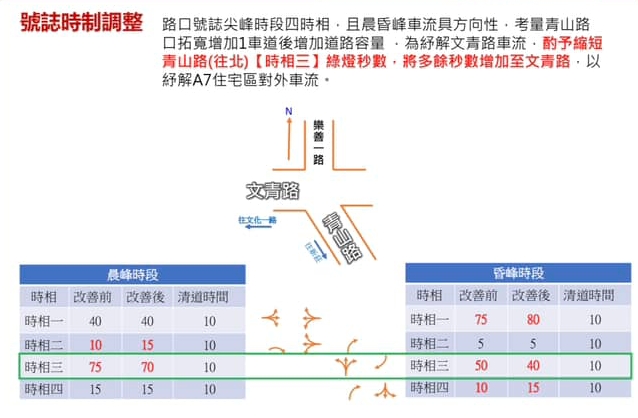 號誌時制調整
路口號誌尖峰時段四時相，且晨昏峰車流具方向性，考量青山路
口拓寬增加1車道後增加道路容量，為紓解文青路車流，酌予縮短
青山路(往北)【時相三】綠燈秒數，將多餘秒數增加至文青路，以
紓解A7住宅區對外車流。
N
樂善一路
文青路
往文化一路
青山路
往新莊
晨峰時段
時相 改善前 改善後 清道時間
時相一 40 40 10
時相二 10 15 10
時相三 75 70 10
時相四 15 15 10
昏峰時段
時相 改善前 改善後 清道時間
時相一 75 80 10
時相二 5 5 10
時相三 50 40 10
時相四 10 15 10